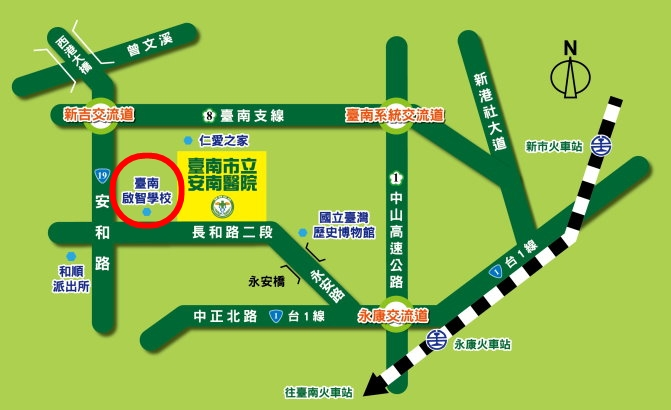 西港大橋
曾文溪
N
新吉交流道
8 臺南支線
臺南系統交流道
新港社大道
新市火車站
仁愛之家
臺南市立
安南醫院
臺南
啟智學校
19
安和路
1
中山高速公路
長和路二段
國立臺灣
歷史博物館
和順
派出所
永安橋
永安路
1 台1線
中正北路 1 台1線
永康交流道
永康火車站
往臺南火車站